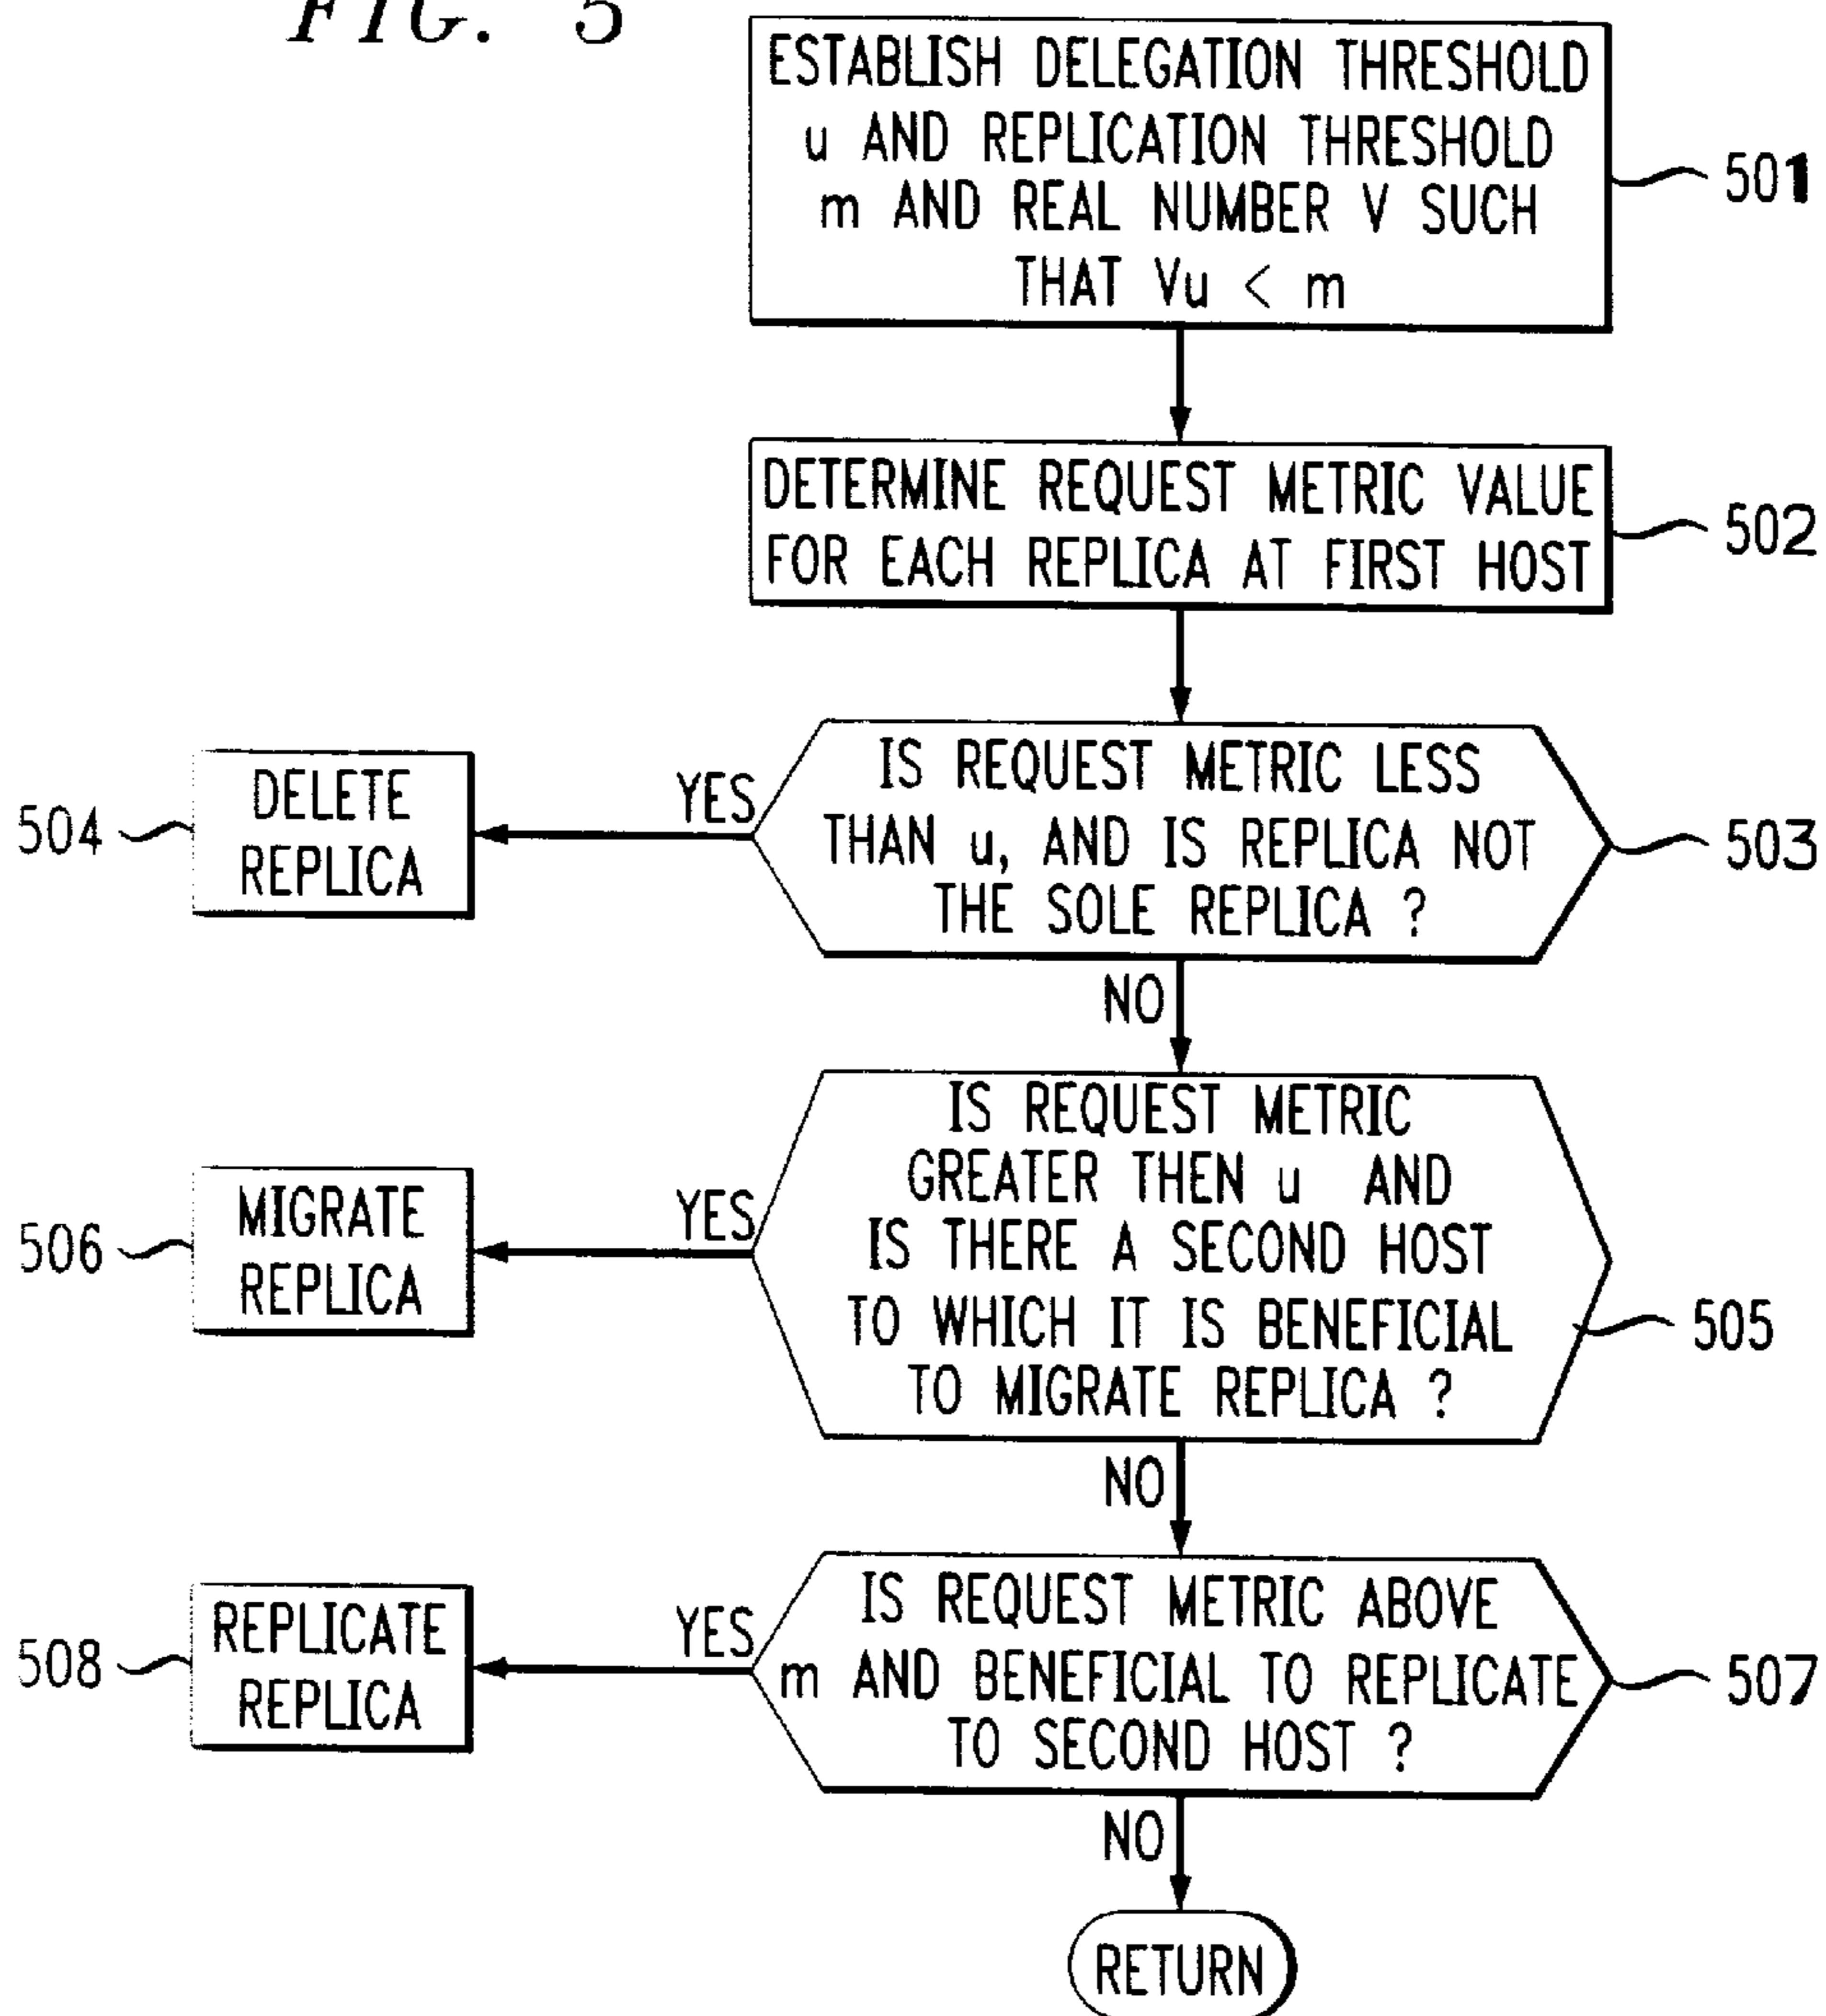 FIG. 5
ESTABLISH DELEGATION THRESHOLD
u AND REPLICATION THRESHOLD
m AND REAL NUMBER V SUCH
THAT Vu < m
501
DETERMINE REQUEST METRIC VALUE
FOR EACH REPLICA AT FIRST HOST
502
IS REQUEST METRIC LESS
THAN u, AND IS REPLICA NOT
THE SOLE REPLICA ?
503
YES
DELETE
REPLICA
504
NO
IS REQUEST METRIC
GREATER THEN u AND
IS THERE A SECOND HOST
TO WHICH IT IS BENEFICIAL
TO MIGRATE REPLICA ?
505
YES
MIGRATE
REPLICA
506
NO
IS REQUEST METRIC ABOVE
m AND BENEFICIAL TO REPLICATE
TO SECOND HOST ?
507
YES
REPLICATE
REPLICA
508
NO
RETURN